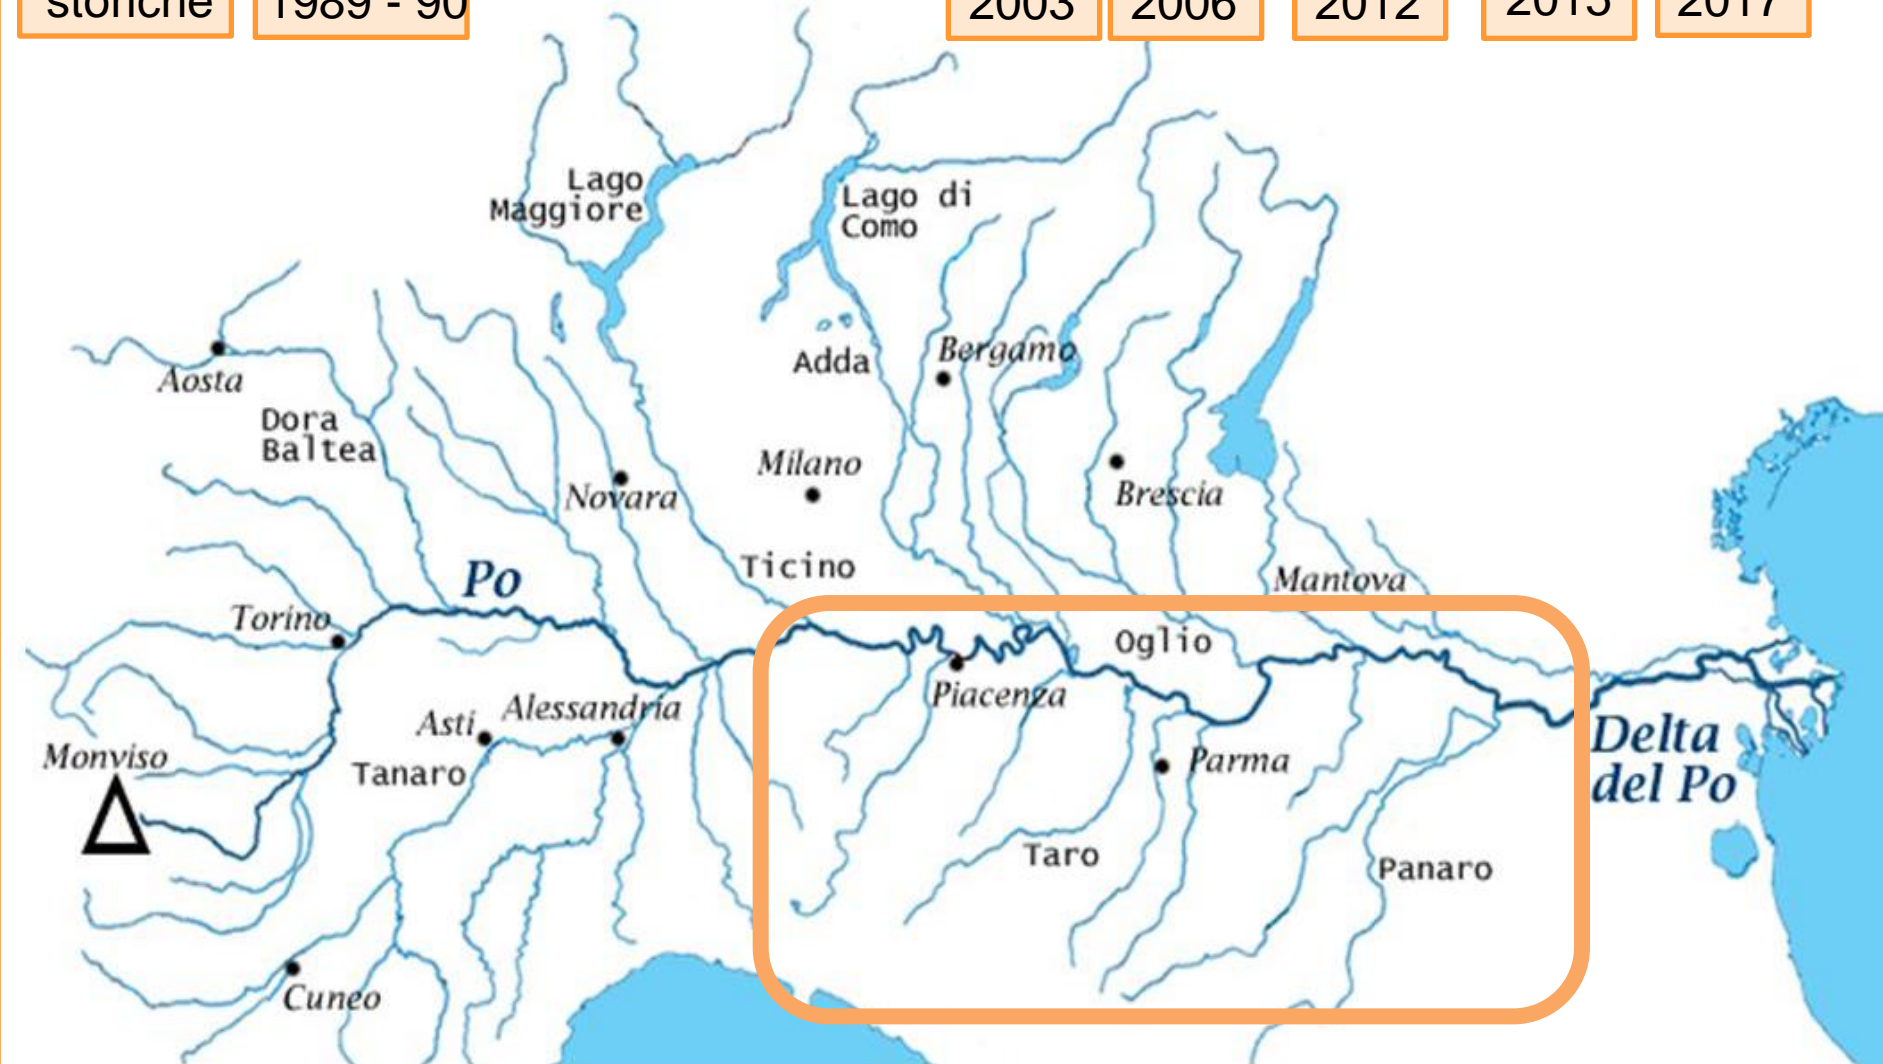 storiche
1989 - 90
2003
2006
2012
2015
2017
Lago
Maggiore
Lago di
Como
Adda
Bergamo
Aosta
Dora
Baltea
Milano
Novara
Brescia
Ticino
Po
Mantova
Torino
Oglio
Piacenza
Asti
Alessandria
Delta
del Po
Monviso
Tanaro
Parma
Taro
Panaro
Cuneo